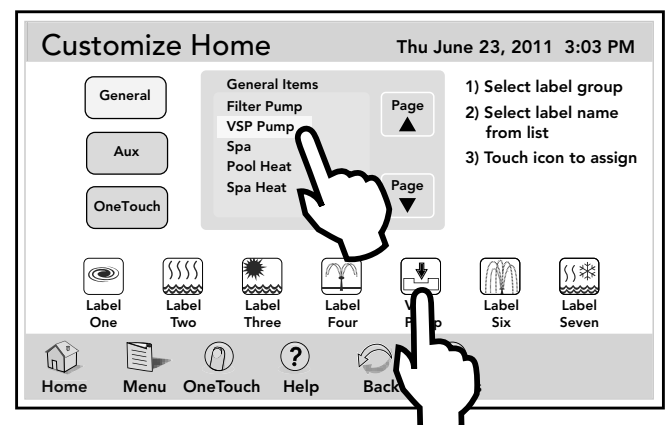 Customize Home
Thu June 23, 2011 3:03 PM
General
Aux
OneTouch
General Items
Filter Pump
VSP Pump
Spa
Pool Heat
Spa Heat
Page
Page
1) Select label group
2) Select label name
from list
3) Touch icon to assign
Label
One
Label
Two
Label
Three
Label
Four
Label
Six
Label
Seven
Home
Menu
OneTouch
Help
Back